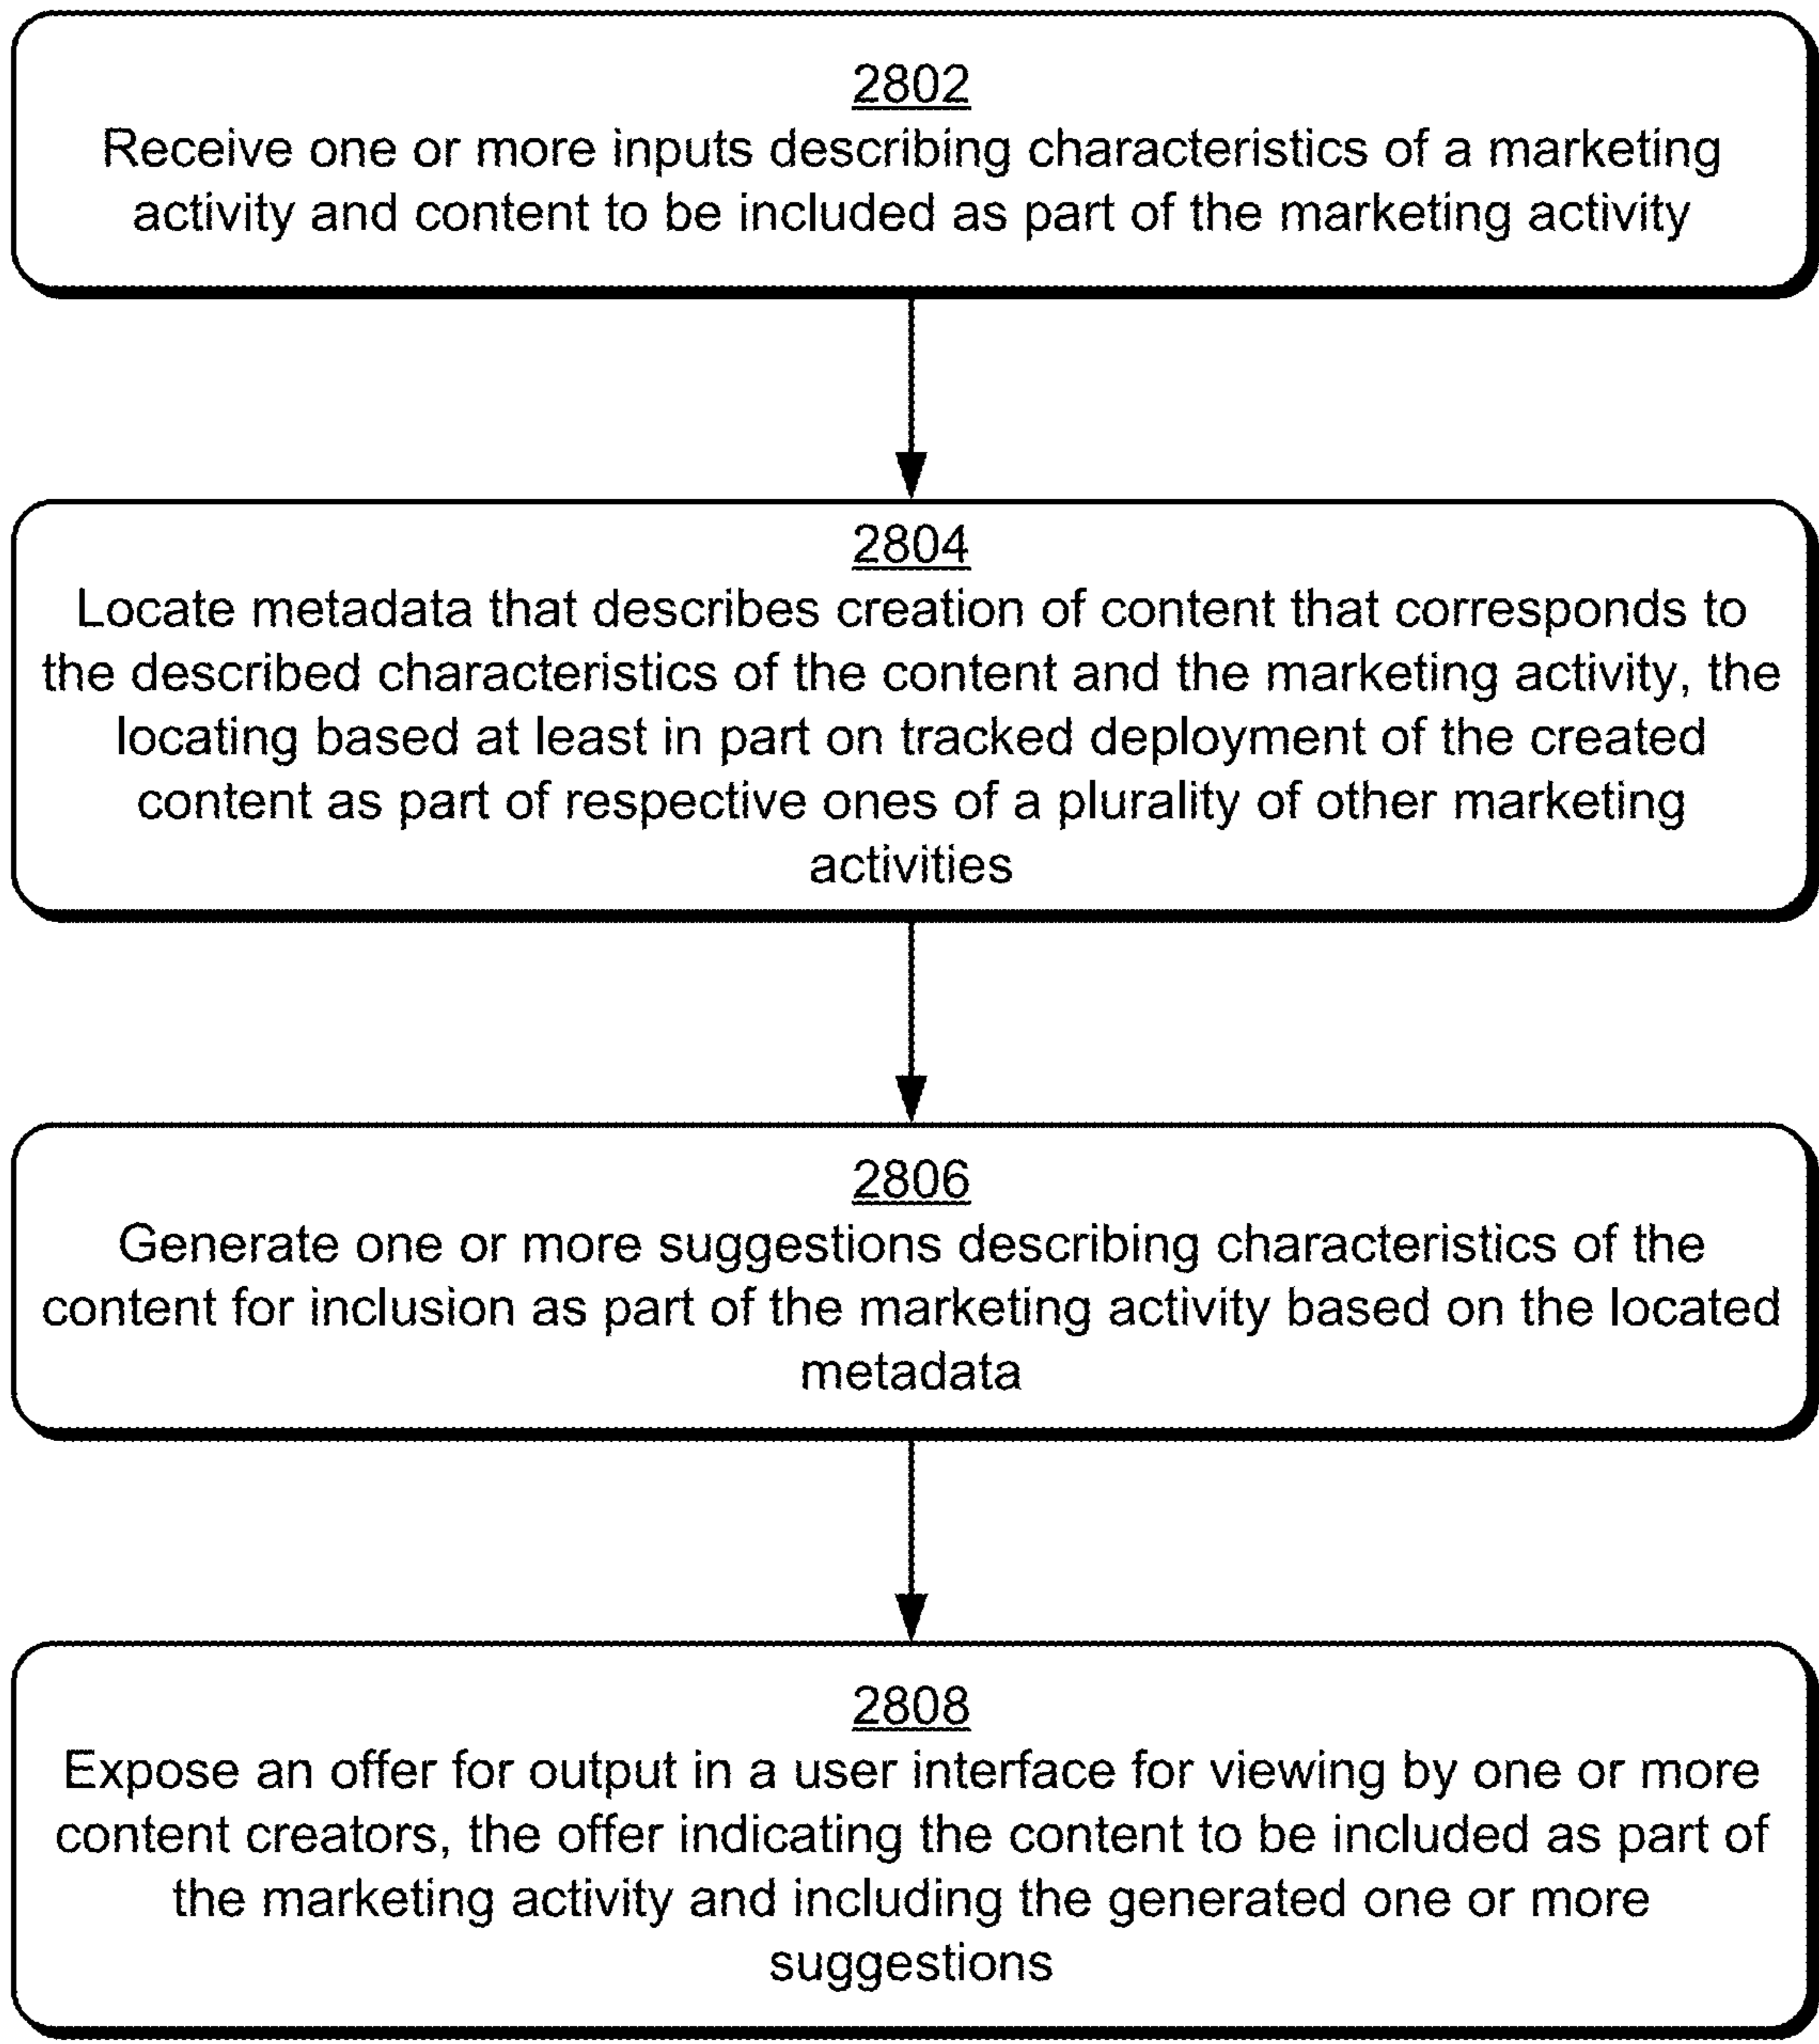 2802
Receive one or more inputs describing characteristics of a marketing
activity and content to be included as part of the marketing activity
2804
Locate metadata that describes creation of content that corresponds to
the described characteristics of the content and the marketing activity, the
locating based at least in part on tracked deployment of the created
content as part of respective ones of a plurality of other marketing
activities
2806
Generate one or more suggestions describing characteristics of the
content for inclusion as part of the marketing activity based on the located
metadata
2808
Expose an offer for output in a user interface for viewing by one or more
content creators, the offer indicating the content to be included as part of
the marketing activity and including the generated one or more
suggestions